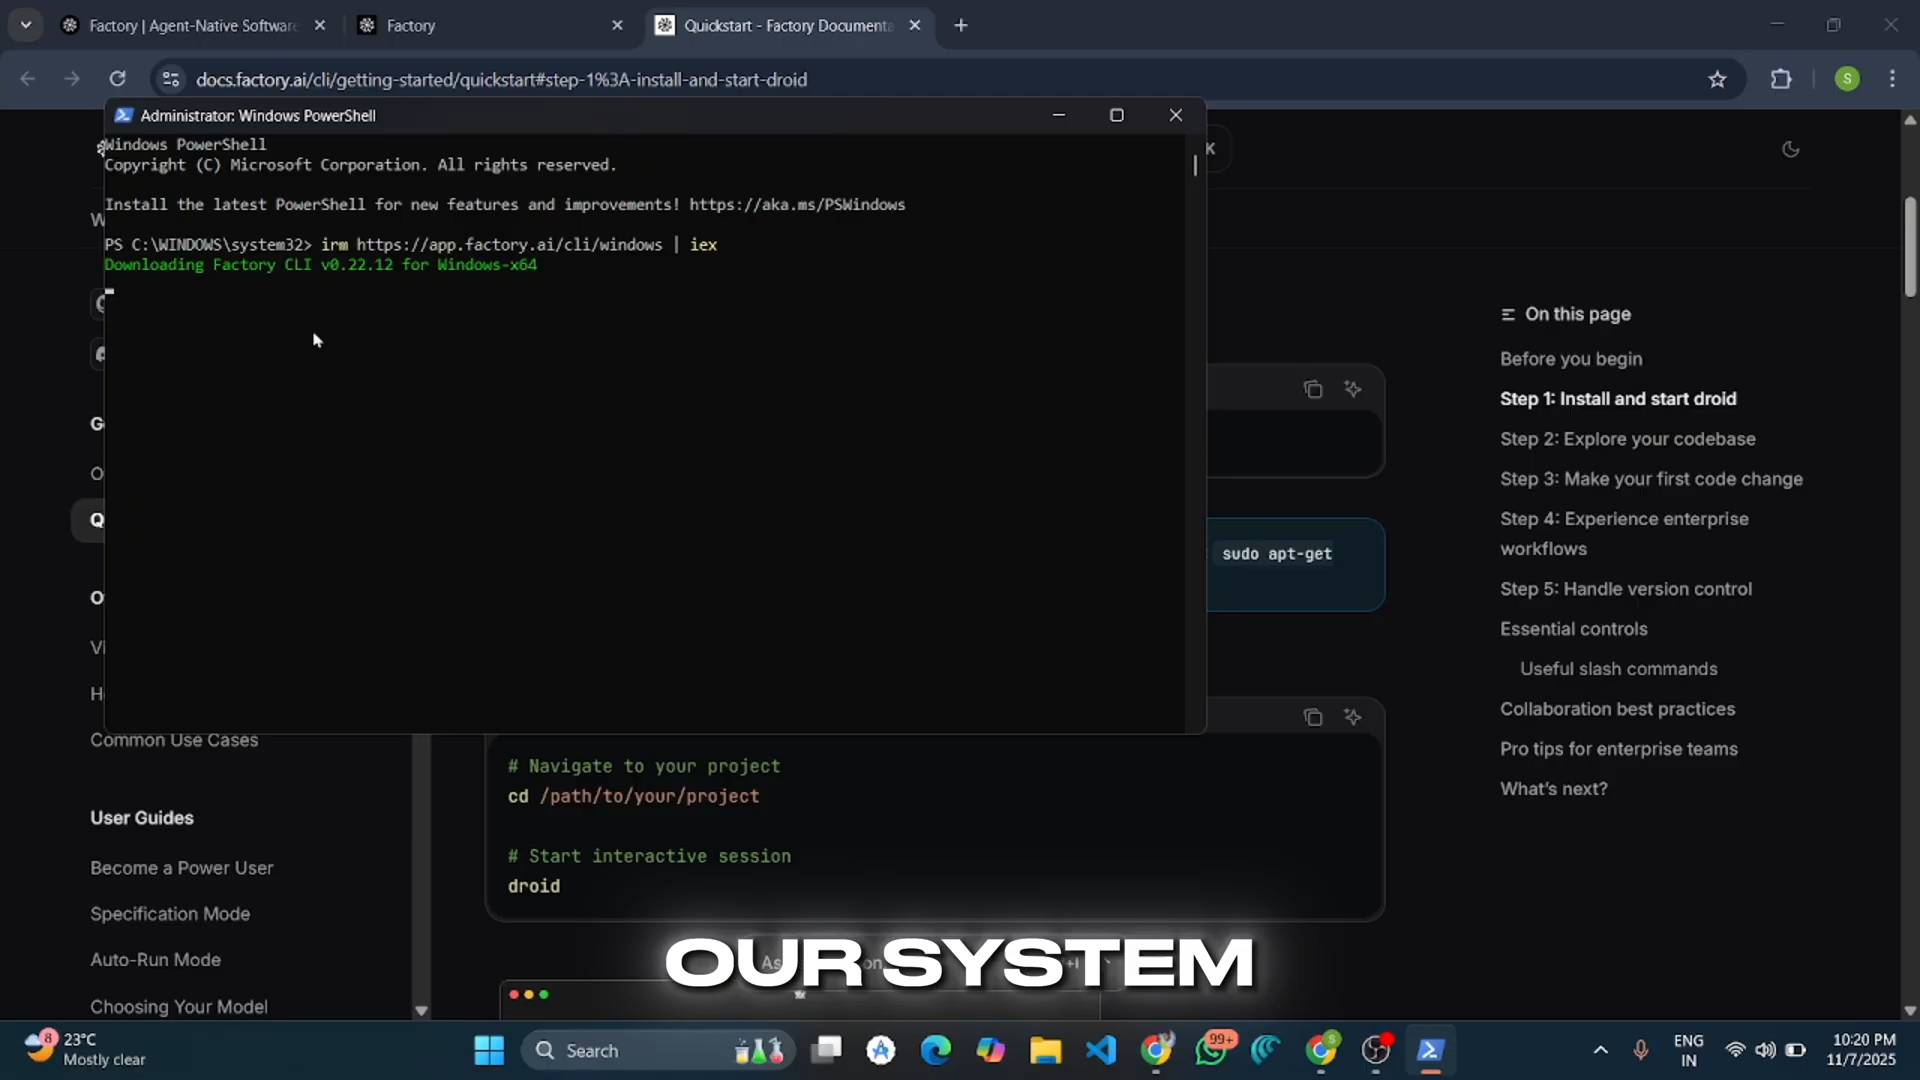 Factory | Agent-Native Software
Factory
Quickstart - Factory Documenta
docs.factory.ai/cli/getting-started/quickstart#step-1%3A-install-and-start-droid
S
Administrator: Windows PowerShell
Windows PowerShell
Copyright (C) Microsoft Corporation. All rights reserved.
Install the latest PowerShell for new features and improvements! https://aka.ms/PSWindows
PS C:\WINDOWS\system32> irm https://app.factory.ai/cli/windows | iex
Downloading Factory CLI v0.22.12 for Windows-x64
K
On this page
Before you begin
Step 1: Install and start droid
Step 2: Explore your codebase
Step 3: Make your first code change
Step 4: Experience enterprise
workflows
Step 5: Handle version control
Essential controls
Useful slash commands
Collaboration best practices
Pro tips for enterprise teams
What's next?
sudo apt-get
Common Use Cases
User Guides
Become a Power User
Specification Mode
Auto-Run Mode
Choosing Your Model
# Navigate to your project
cd /path/to/your/project
# Start interactive session
droid
OUR SYSTEM
8
23°C
Mostly clear
Search
99+
ENG
IN
10:20 PM
11/7/2025